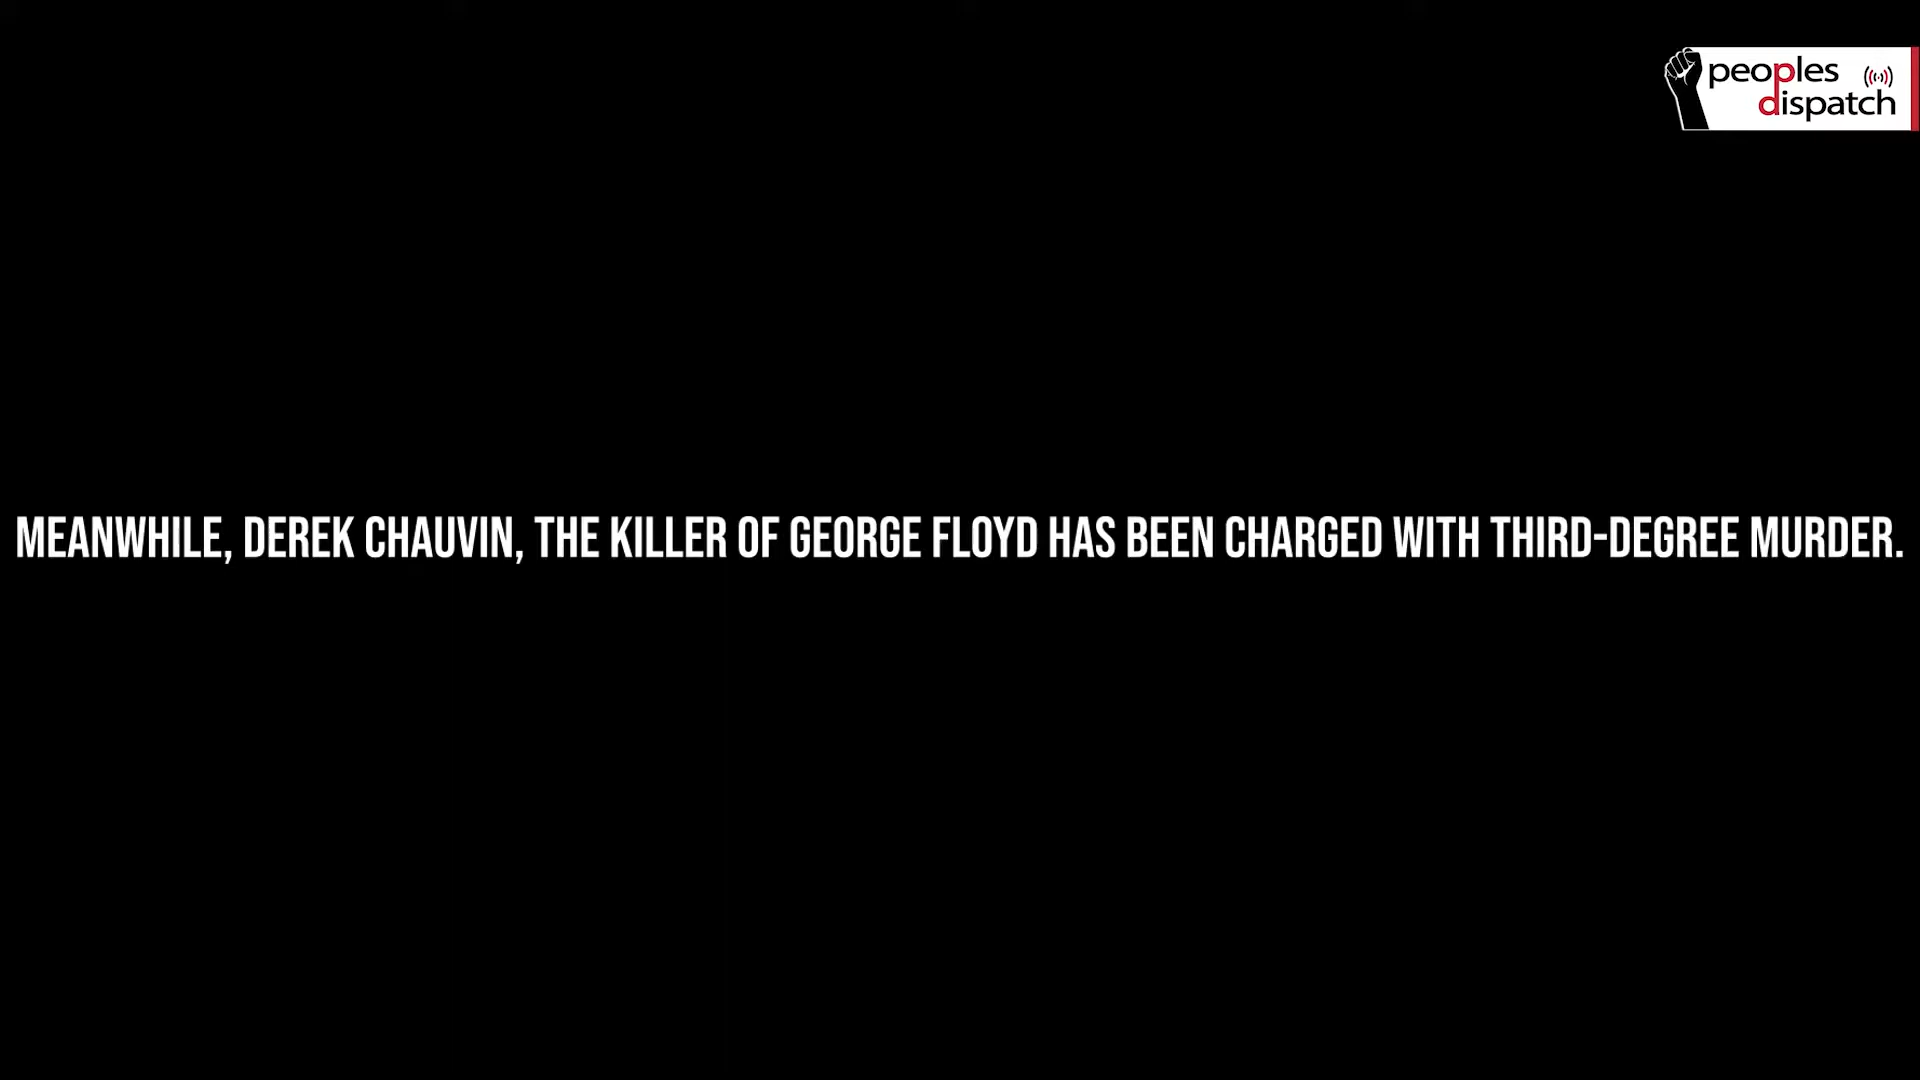 peoples
dispatch
MEANWHILE, DEREK CHAUVIN, THE KILLER OF GEORGE FLOYD HAS BEEN CHARGED WITH THIRD-DEGREE MURDER.